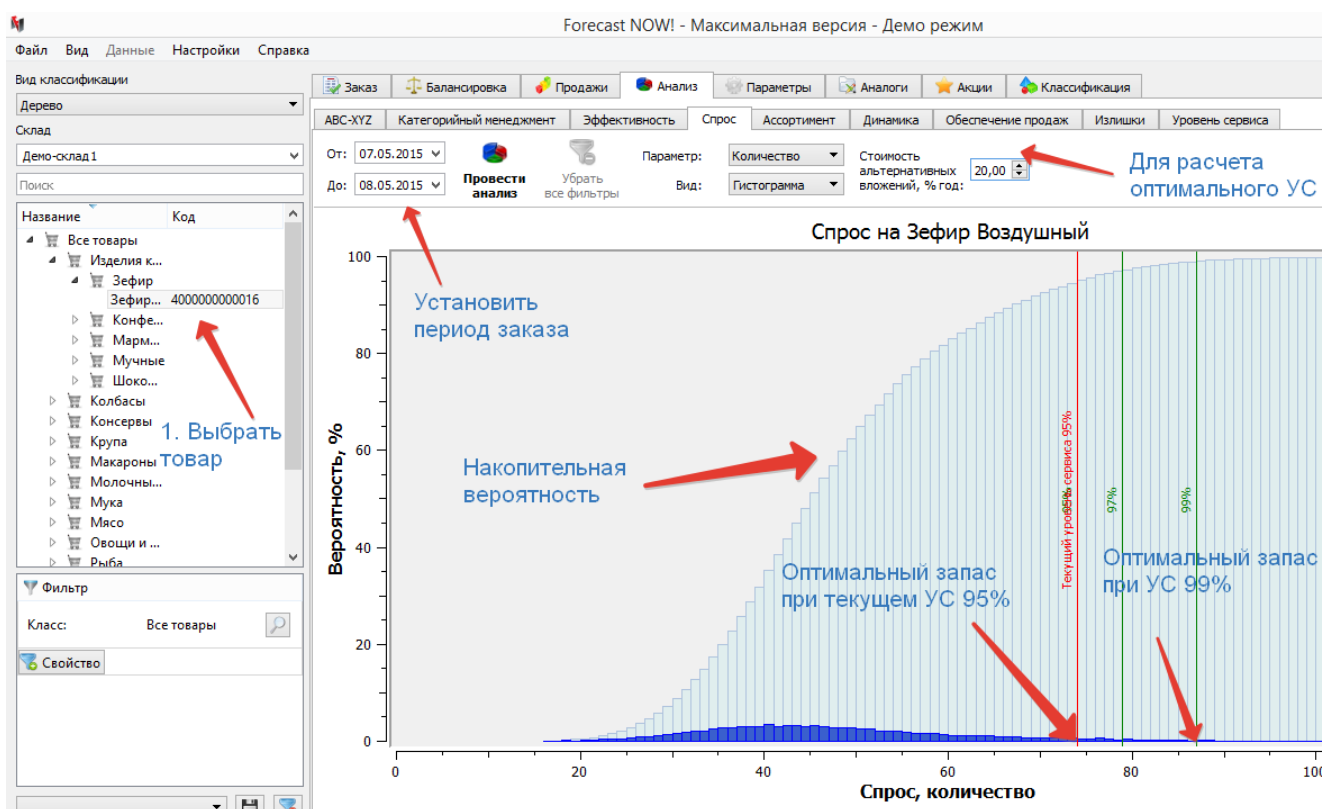 Forecast NOW! - Максимальная версия - Демо режим
Файл Вид Данные Настройки Справка
Вид классификации
Дерево
Склад
Демо-склад1
Поиск
Название Код
Все товары
Изделия к...
Зефир
Зефир... 4000000000016
Конфе...
Марм...
Мучные
Шоко...
Колбасы
Консервы
Крупа
Макароны
Молочны...
Мука
Мясо
Овощи и ...
Рыба
1. Выбрать
товар
Фильтр
Класс: Все товары
Свойство
Заказ Балансировка Продажи Анализ Параметры Аналоги Акции Классификация
ABC-XYZ Категорийный менеджмент Эффективность Спрос Ассортимент Динамика Обеспечение продаж Излишки Уровень сервиса
От: 07.05.2015
До: 08.05.2015
Провести
анализ
Убрать
все фильтры
Параметр: Количество
Вид: Гистограмма
Стоимость
альтернативных
вложений, % год:
20,00
Для расчета
оптимального УС
Спрос на Зефир Воздушный
Установить
период заказа
Накопительная
вероятность
Оптимальный запас
при текущем УС 95%
Оптимальный запас
при УС 99%
Текущий уровень сервиса 95%
95%
97%
99%
Вероятность, %
100
80
60
40
20
0
0 20 40 60 80 100
Спрос, количество